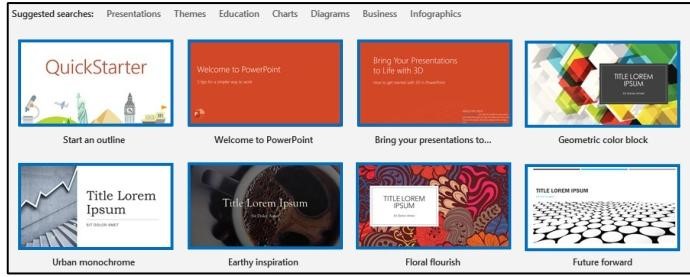 Suggested searches: Presentations Themes Education Charts Diagrams Business Infographics
QuickStarter
Welcome to PowerPoint
5 tips for a simpler way to work
Bring Your Presentations
to Life with 3D
How to get started with 3D in PowerPoint
TITLE LOREM
IPSUM
Sit Dolor Amet
Start an outline
Welcome to PowerPoint
Bring your presentations to...
Geometric color block
Title Lorem
Ipsum
SIT DOLOR AMET
Title Lorem Ipsum
Sit Dolor Amet
TITLE LOREM
IPSUM
Sit Dolor Amet
TITLE LOREM IPSUM
Urban monochrome
Earthy inspiration
Floral flourish
Future forward